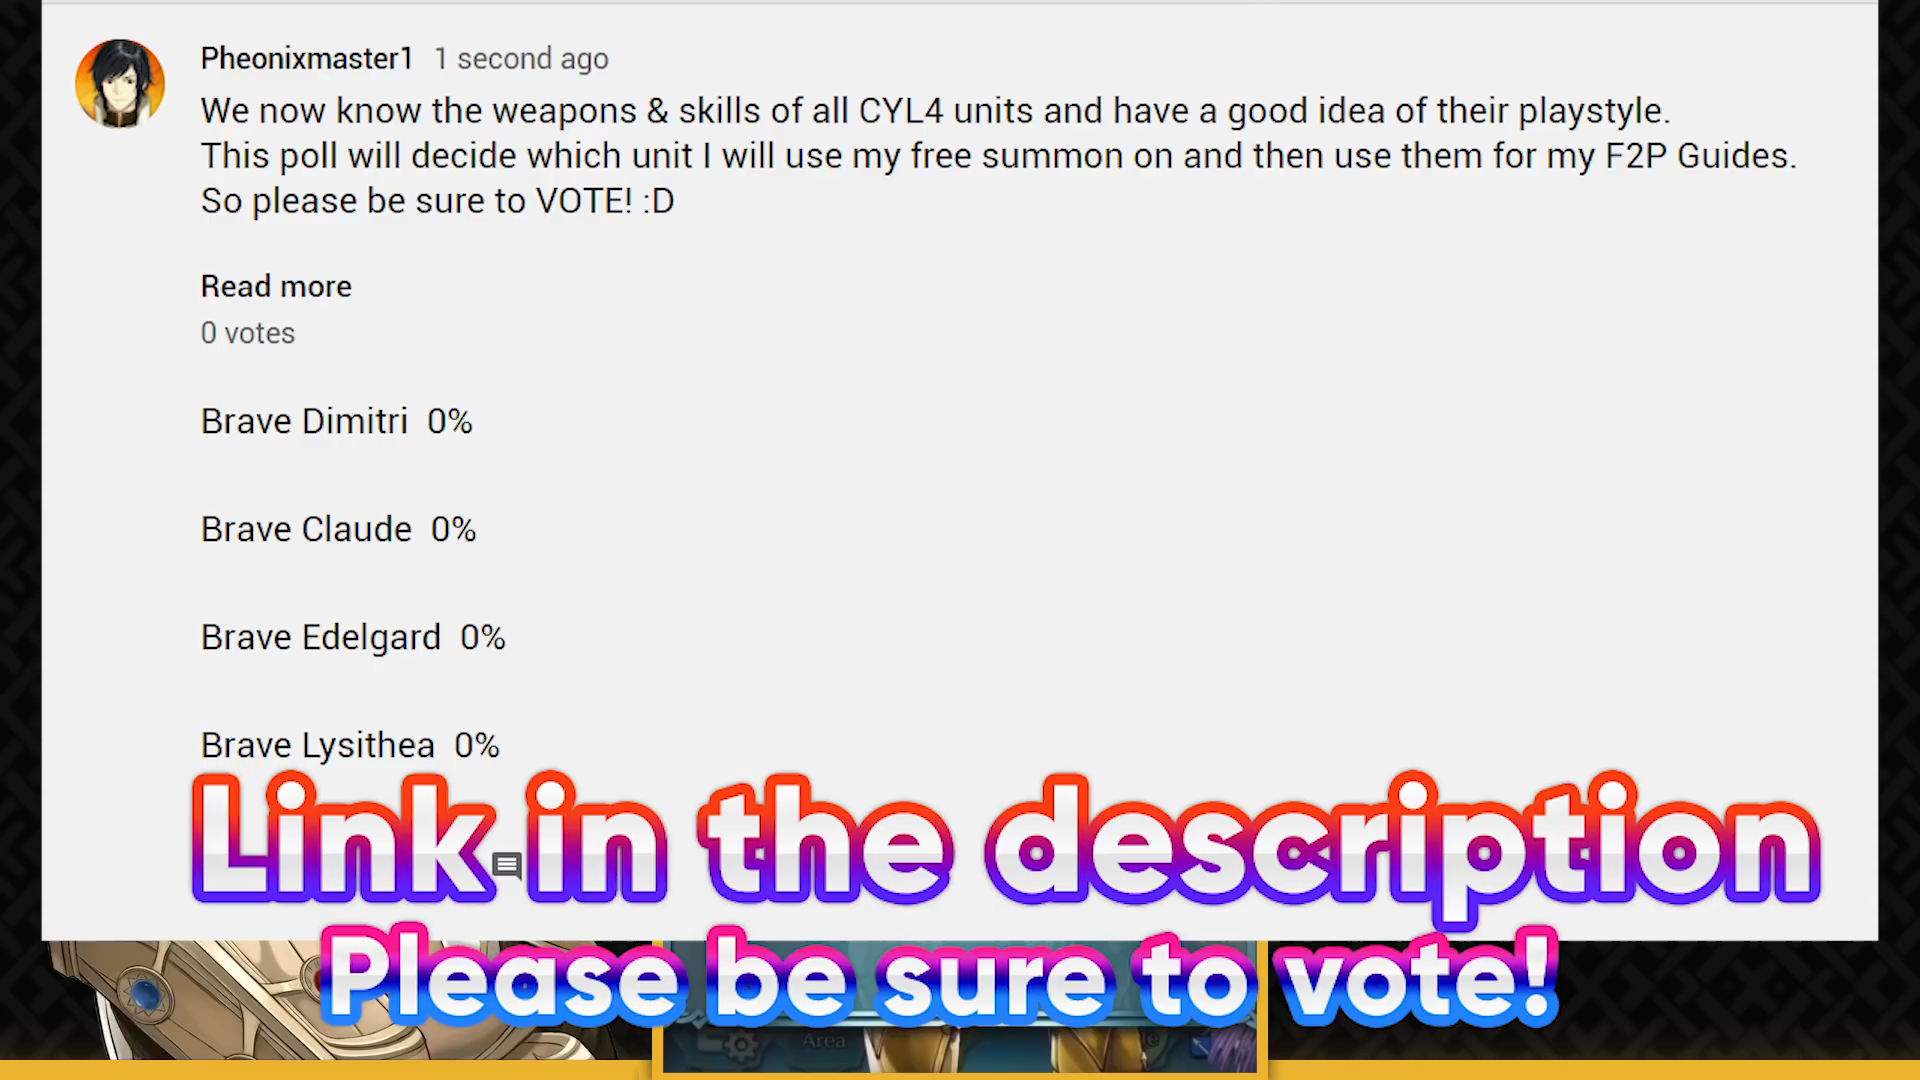 Pheonixmaster1 1 second ago
We now know the weapons & skills of all CYL4 units and have a good idea of their playstyle.
This poll will decide which unit I will use my free summon on and then use them for my F2P Guides.
So please be sure to VOTE! :D
Read more
0 votes
Brave Dimitri 0%
Brave Claude 0%
Brave Edelgard 0%
Brave Lysithea 0%
Link in the description
Please be sure to vote!
Area